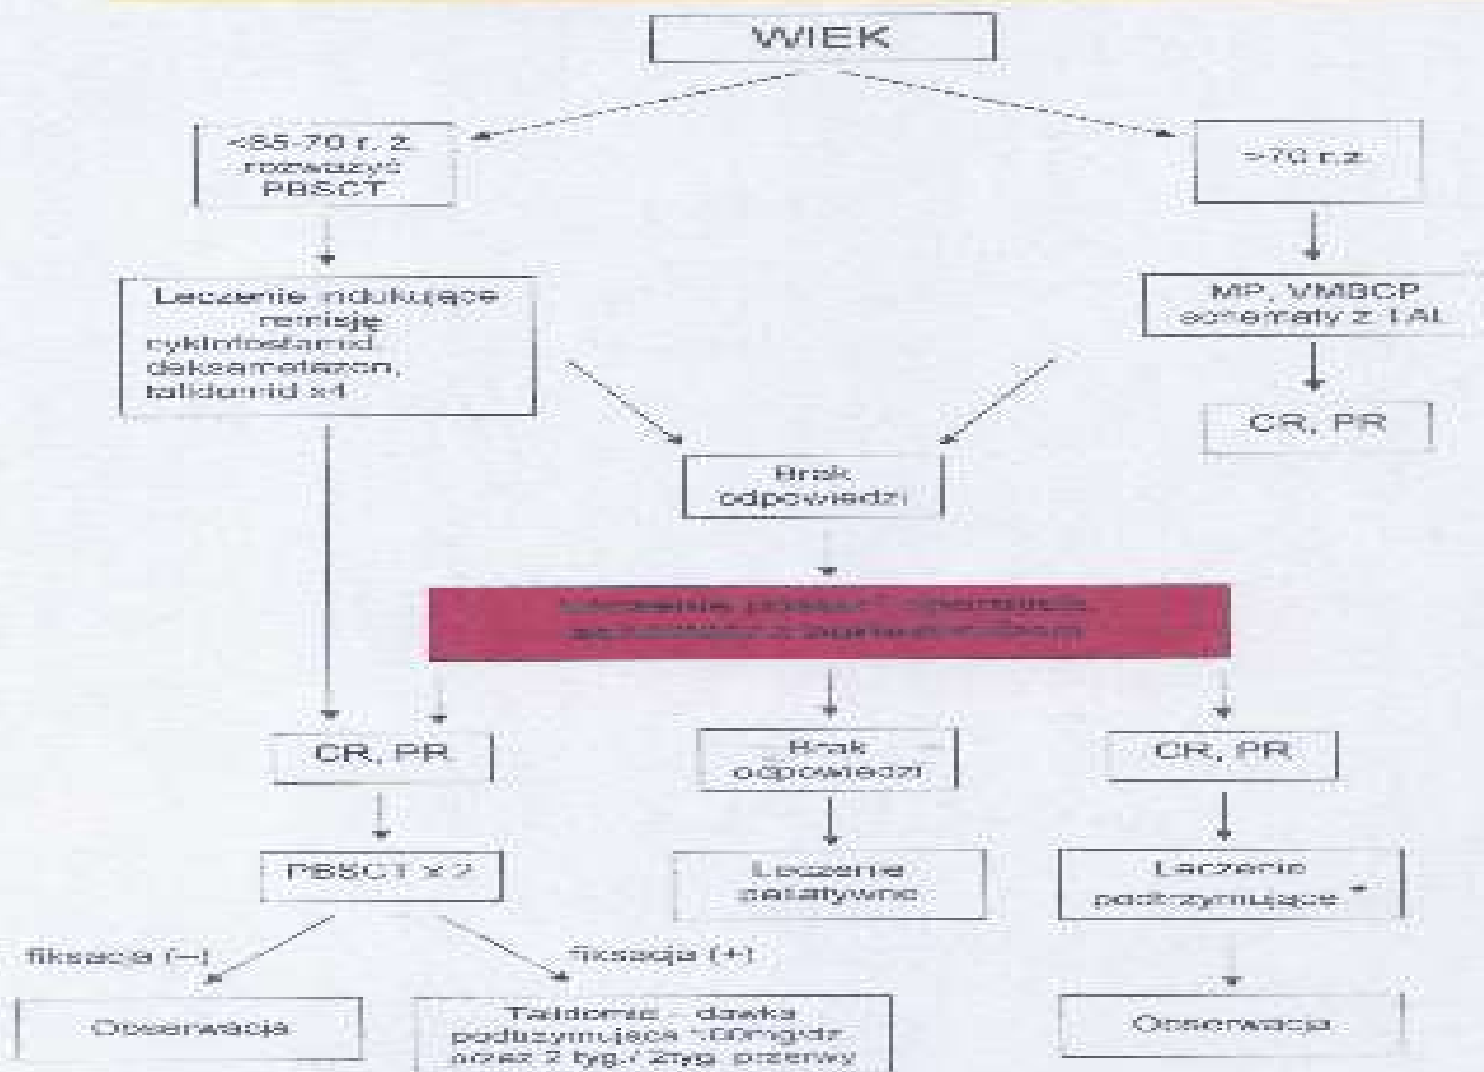 WIEK
<65-70 r. ż.
rozważyć
PBSCT
>70 r.ż.
Leczenie indukujące
remisję
cyklofosfamid,
deksametazon,
talidomid x4
MP, VMBCP
schematy z TAL
CR, PR
Brak
odpowiedzi
CR, PR
Brak
odpowiedzi
CR, PR
PBSCT x 2
Leczenie
paliatywne
Leczenie
podtrzymujące *
fiksacja (–)
fiksacja (+)
Obserwacja
Talidomid – dawka
podtrzymująca 100mg/dz.
przez 2 tyg./ 2tyg. przerwy
Obserwacja